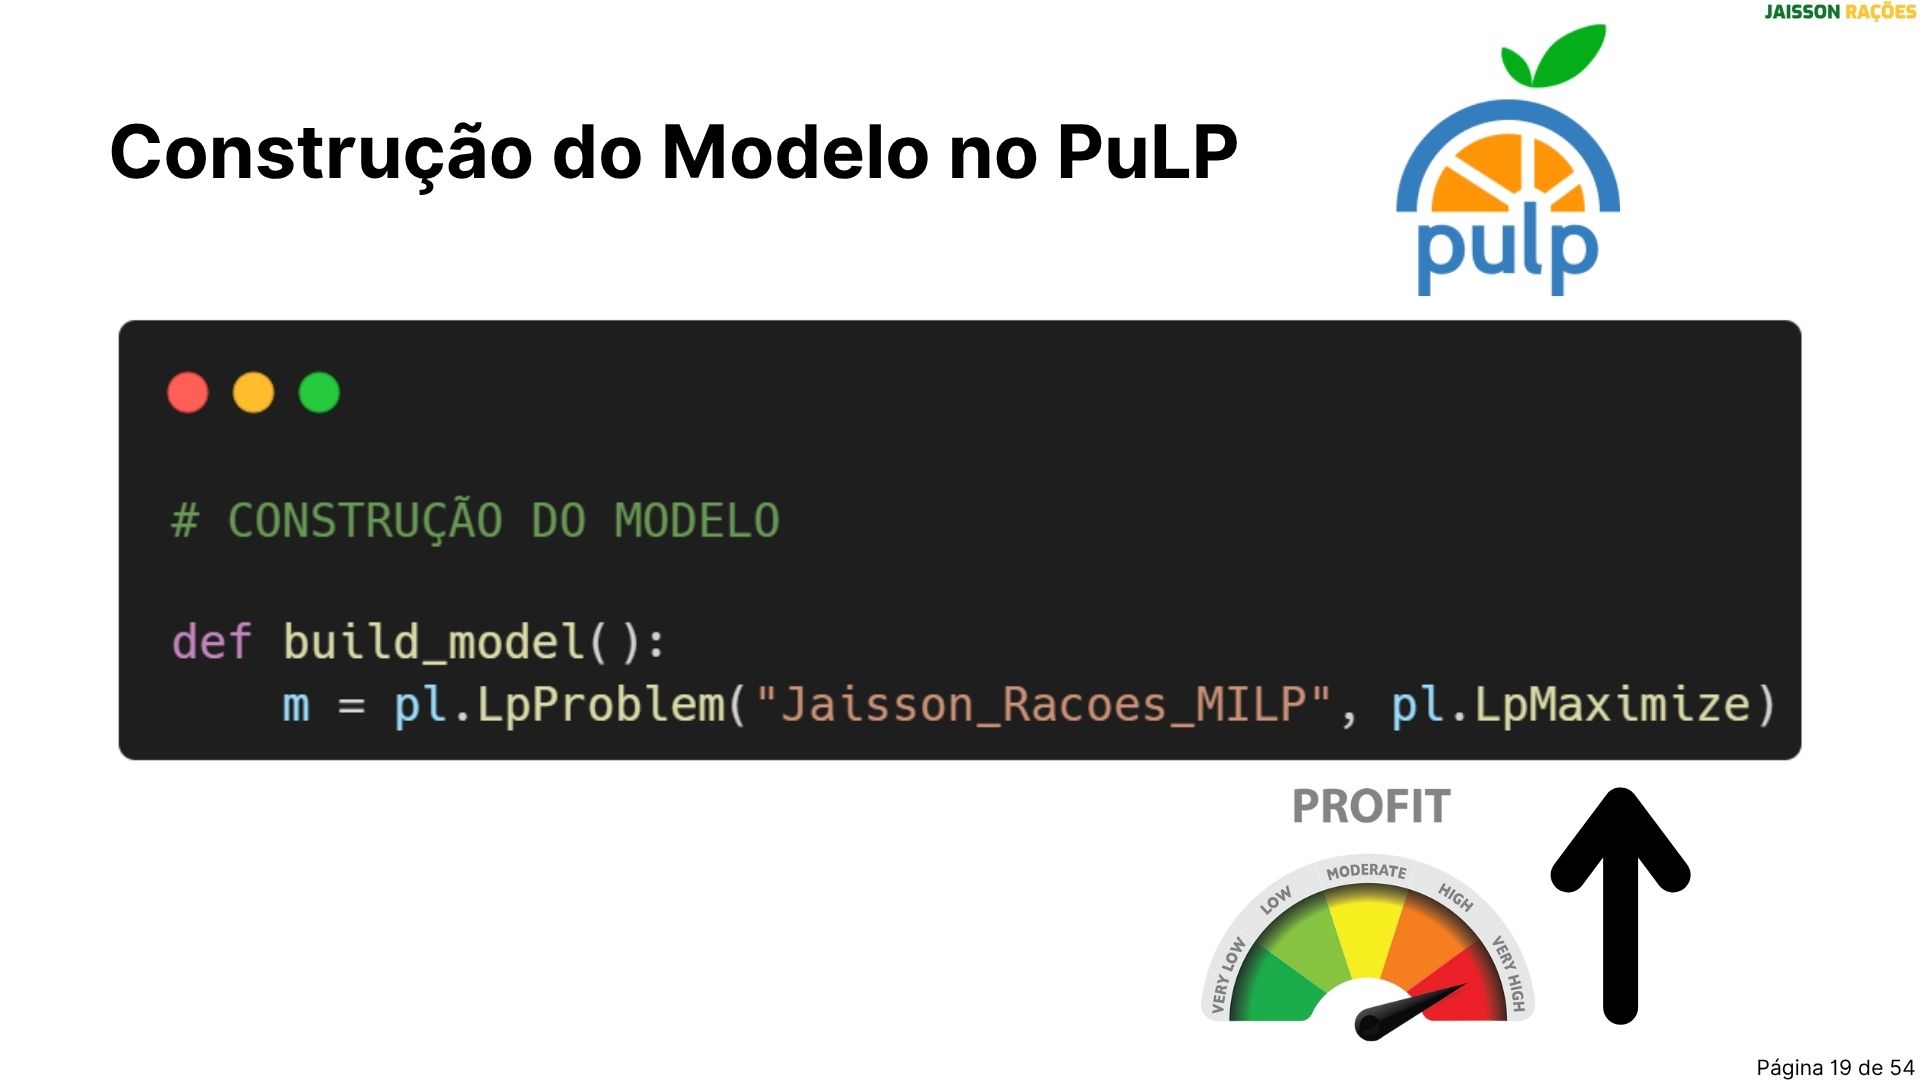 JAISSON RAÇÕES
Construção do Modelo no PuLP
pulp
# CONSTRUÇÃO DO MODELO
def build_model():
    m = pl.LpProblem("Jaisson_Racoes_MILP", pl.LpMaximize)
PROFIT
VERY LOW
LOW
MODERATE
HIGH
VERY HIGH
Página 19 de 54